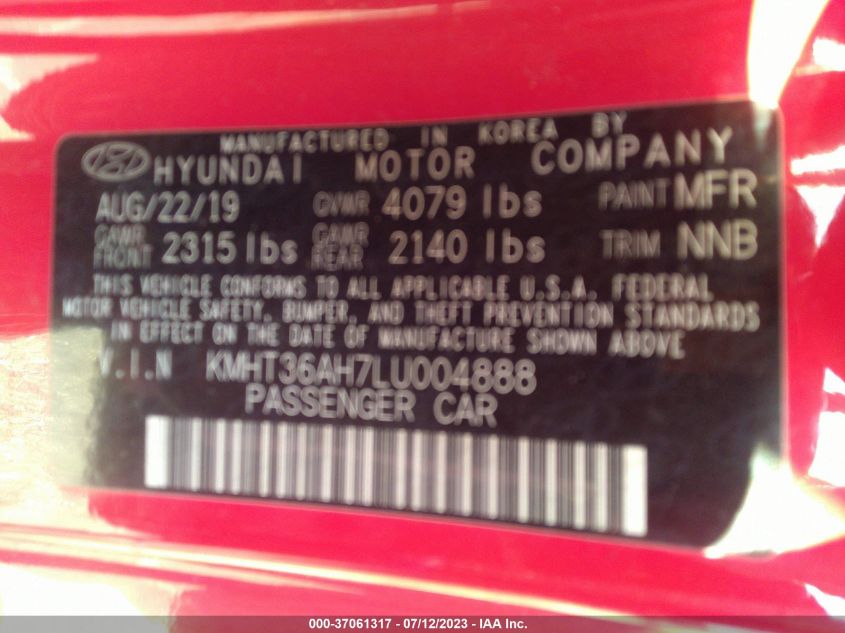 MANUFACTURED IN KOREA BY
HYUNDAI MOTOR COMPANY
AUG/22/19 GVWR 4079 lbs PAINT MFR
GAWR FRONT 2315 lbs GAWR REAR 2140 lbs TRIM NNB
THIS VEHICLE CONFORMS TO ALL APPLICABLE U.S.A. FEDERAL
MOTOR VEHICLE SAFETY, BUMPER, AND THEFT PREVENTION STANDARDS
IN EFFECT ON THE DATE OF MANUFACTURE SHOWN ABOVE.
V.I.N KMHT36AH7LU004888
PASSENGER CAR
000-37061317 - 07/12/2023 - IAA Inc.